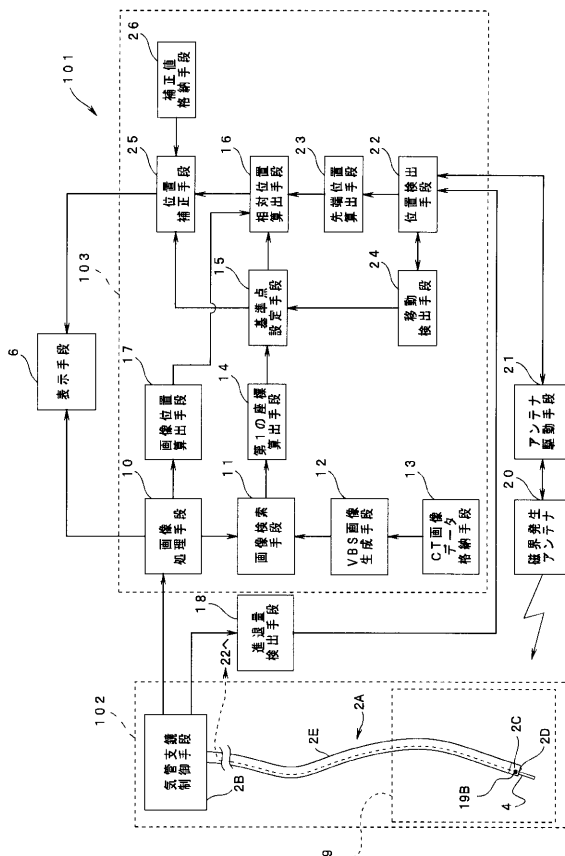 101
26
補正値
格納手段
25
位置
補正手段
16
相対位置
算出手段
23
先端位置
算出手段
22
位置検出
位置検段
103
15
基準点
設定手段
24
移動
検出手段
6
表示手段
17
画像位置
算出手段
14
第1の座標
算出手段
21
アンテナ
駆動手段
10
画像
処理手段
11
画像検索
手段
12
VBS画像
生成手段
13
CT画像
データ
格納手段
20
磁界発生
アンテナ
18
進退量
検出手段
22へ
102
気管支鏡
制御手段
2B
2E
2A
2C
2D
19B
4
9